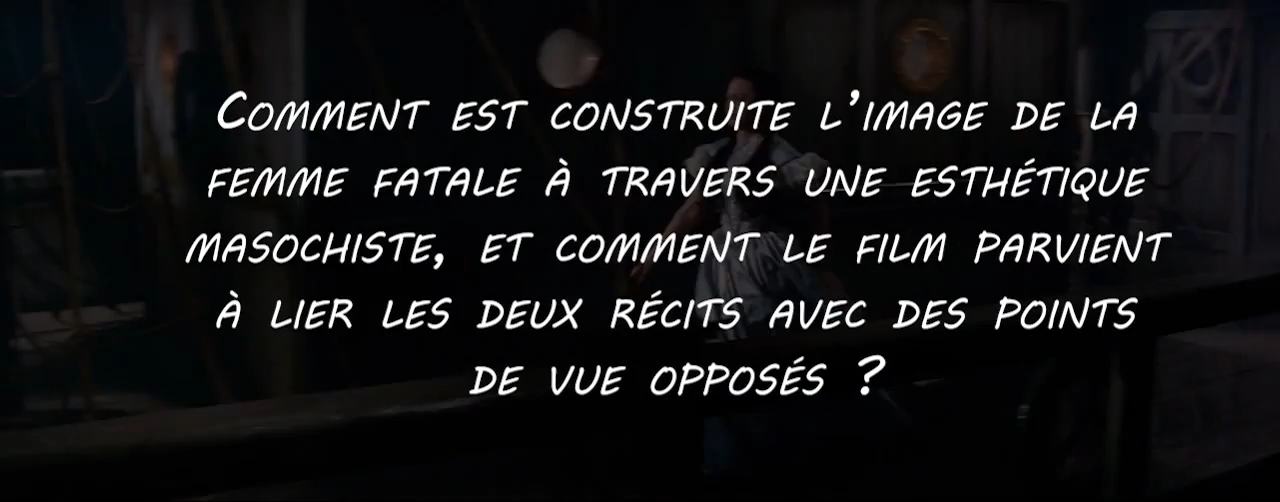 Comment est construite l'image de la
femme fatale à travers une esthétique
masochiste, et comment le film parvient
à lier les deux récits avec des points
de vue opposés ?